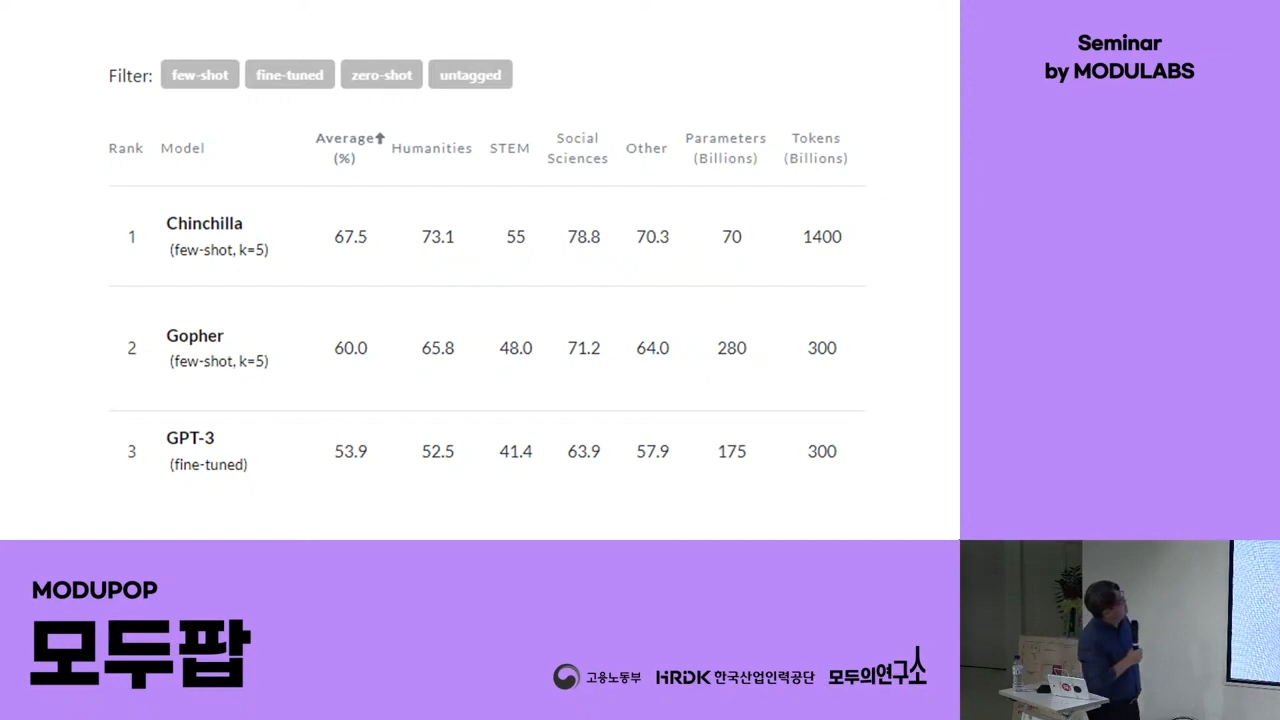 Filter: few-shot fine-tuned zero-shot untagged
Rank Model Average↑ (%) Humanities STEM Social Sciences Other Parameters (Billions) Tokens (Billions)
1 Chinchilla (few-shot, k=5) 67.5 73.1 55 78.8 70.3 70 1400
2 Gopher (few-shot, k=5) 60.0 65.8 48.0 71.2 64.0 280 300
3 GPT-3 (fine-tuned) 53.9 52.5 41.4 63.9 57.9 175 300
Seminar
by MODULABS
MODUPOP
모두팝
고용노동부 HRDK 한국산업인력공단 모두의연구소